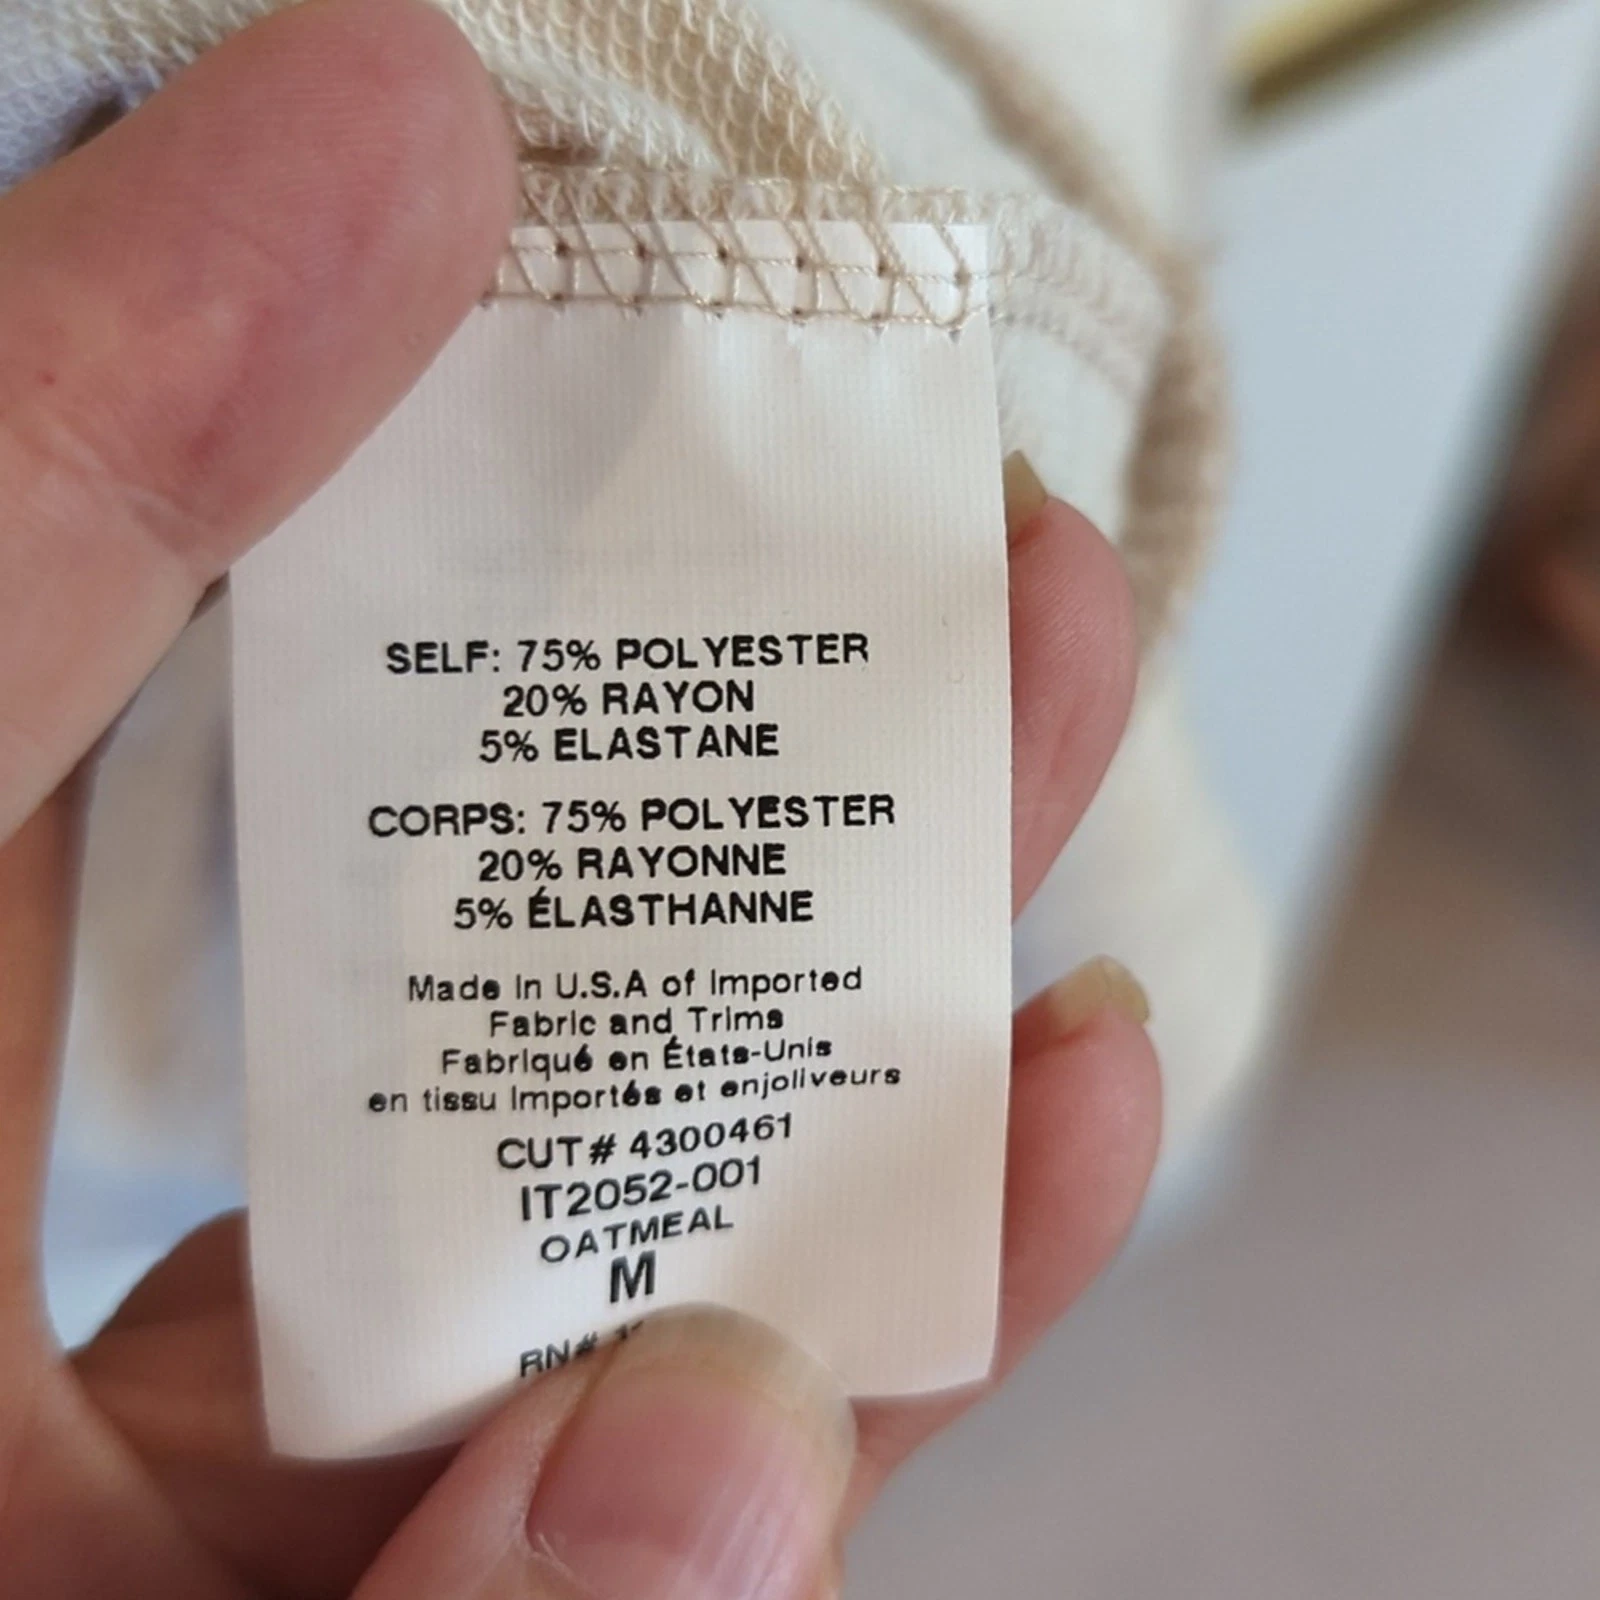 SELF: 75% POLYESTER
20% RAYON
5% ELASTANE
CORPS: 75% POLYESTER
20% RAYONNE
5% ÉLASTHANNE
Made in U.S.A of Imported
Fabric and Trims
Fabriqué en États-Unis
en tissu Importés et enjoliveurs
CUT# 4300461
IT2052-001
OATMEAL
M
RN#